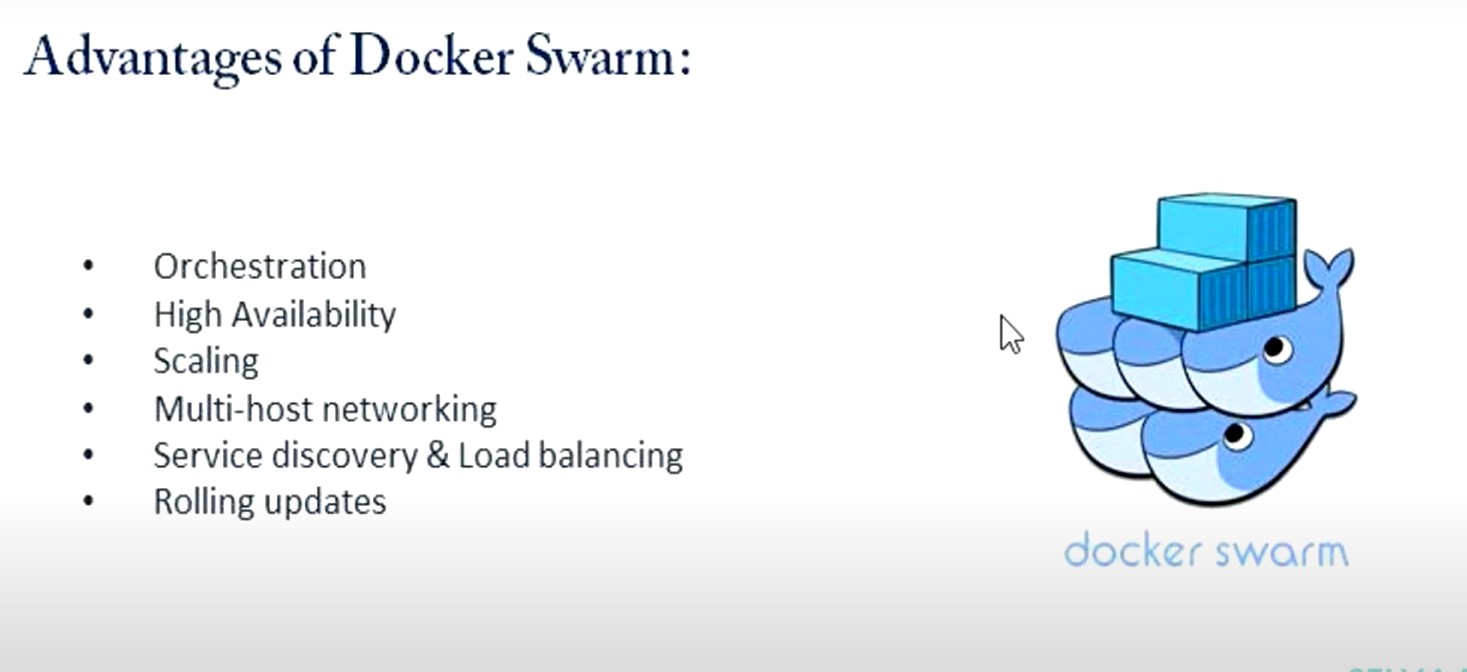 Advantages of Docker Swarm:
• Orchestration
• High Availability
• Scaling
• Multi-host networking
• Service discovery & Load balancing
• Rolling updates
docker swarm